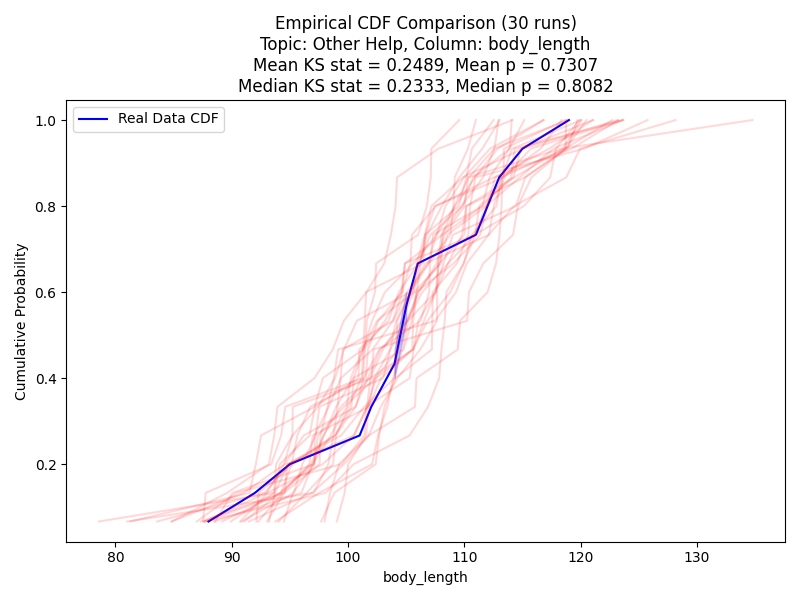 Empirical CDF Comparison (30 runs)
Topic: Other Help, Column: body_length
Mean KS stat = 0.2489, Mean p = 0.7307
Median KS stat = 0.2333, Median p = 0.8082
Real Data CDF
Cumulative Probability
1.0
0.8
0.6
0.4
0.2
80 90 100 110 120 130
body_length